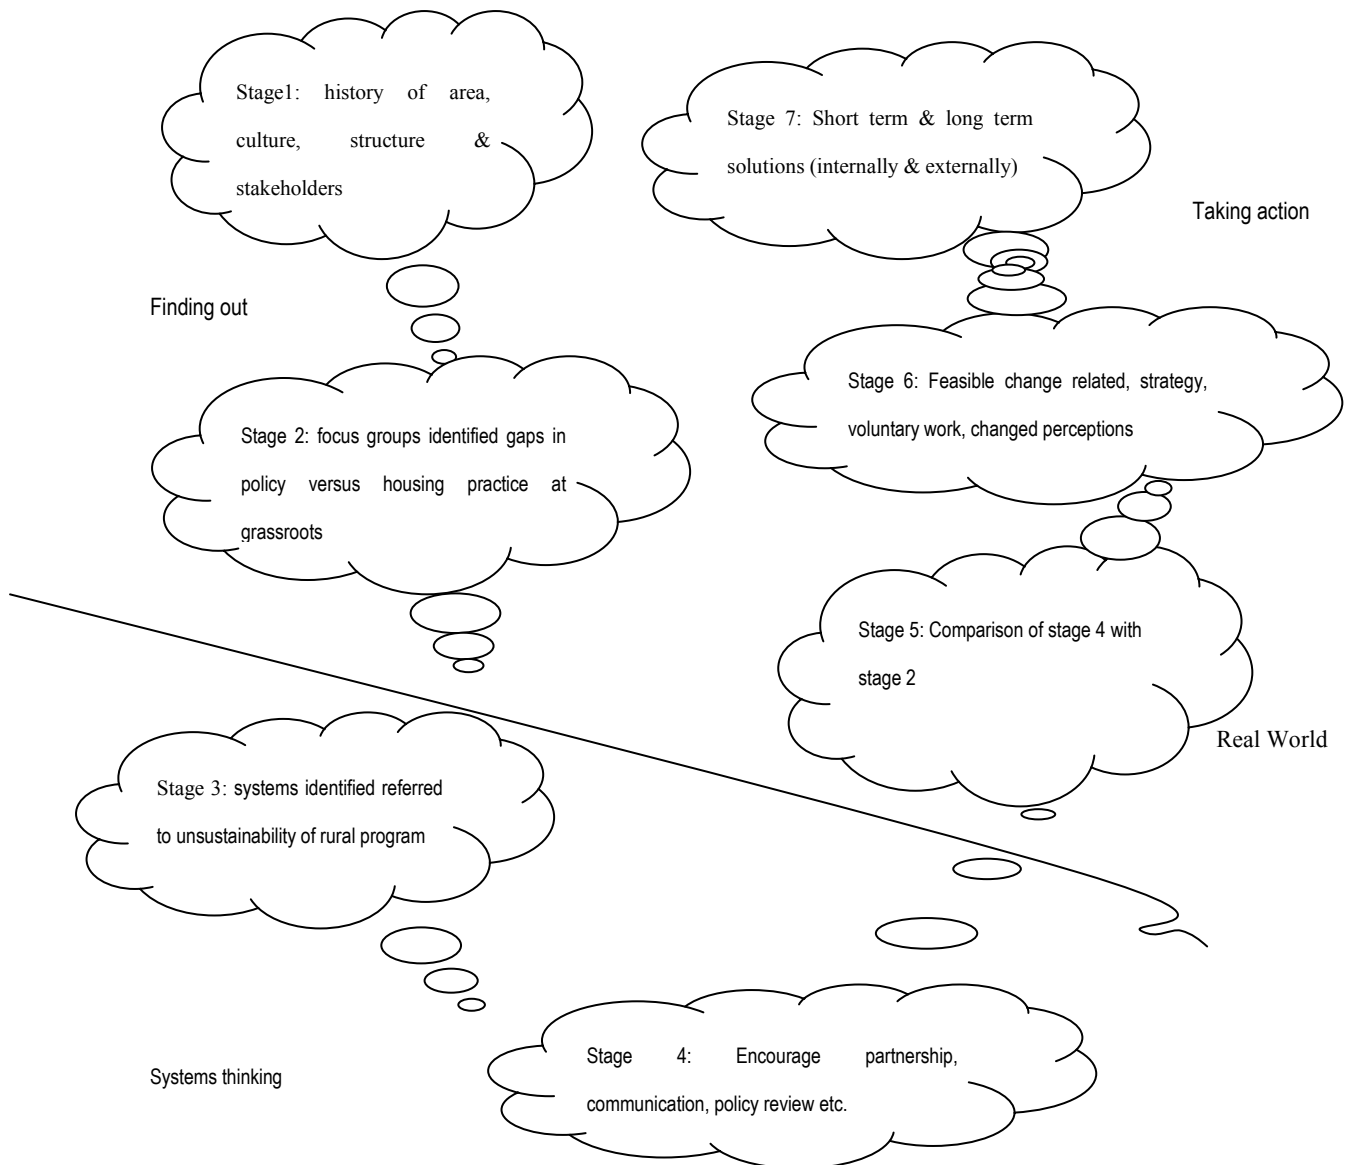 Stage1: history of area,
culture, structure &
stakeholders
Stage 7: Short term & long term
solutions (internally & externally)
Taking action
Finding out
Stage 6: Feasible change related, strategy,
voluntary work, changed perceptions
Stage 2: focus groups identified gaps in
policy versus housing practice at
grassroots
Stage 5: Comparison of stage 4 with
stage 2
Real World
Stage 3: systems identified referred
to unsustainability of rural program
Stage 4: Encourage partnership,
communication, policy review etc.
Systems thinking